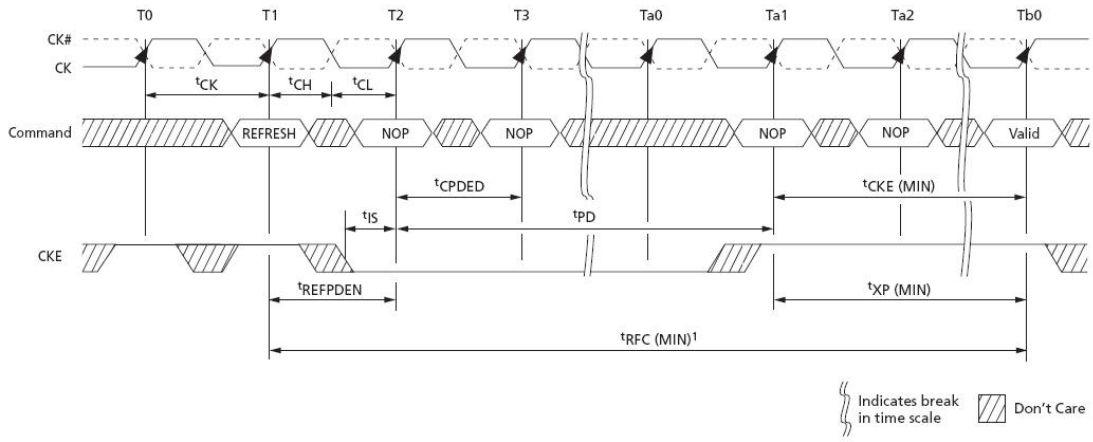 T0 T1 T2 T3 Ta0 Ta1 Ta2 Tb0
CK#
CK
tCK tCH tCL
Command REFRESH NOP NOP NOP NOP Valid
tCPDED tCKE (MIN)
tIS tPD
CKE
tREFPDEN tXP (MIN)
tRFC (MIN)1
Indicates break
in time scale
Don't Care